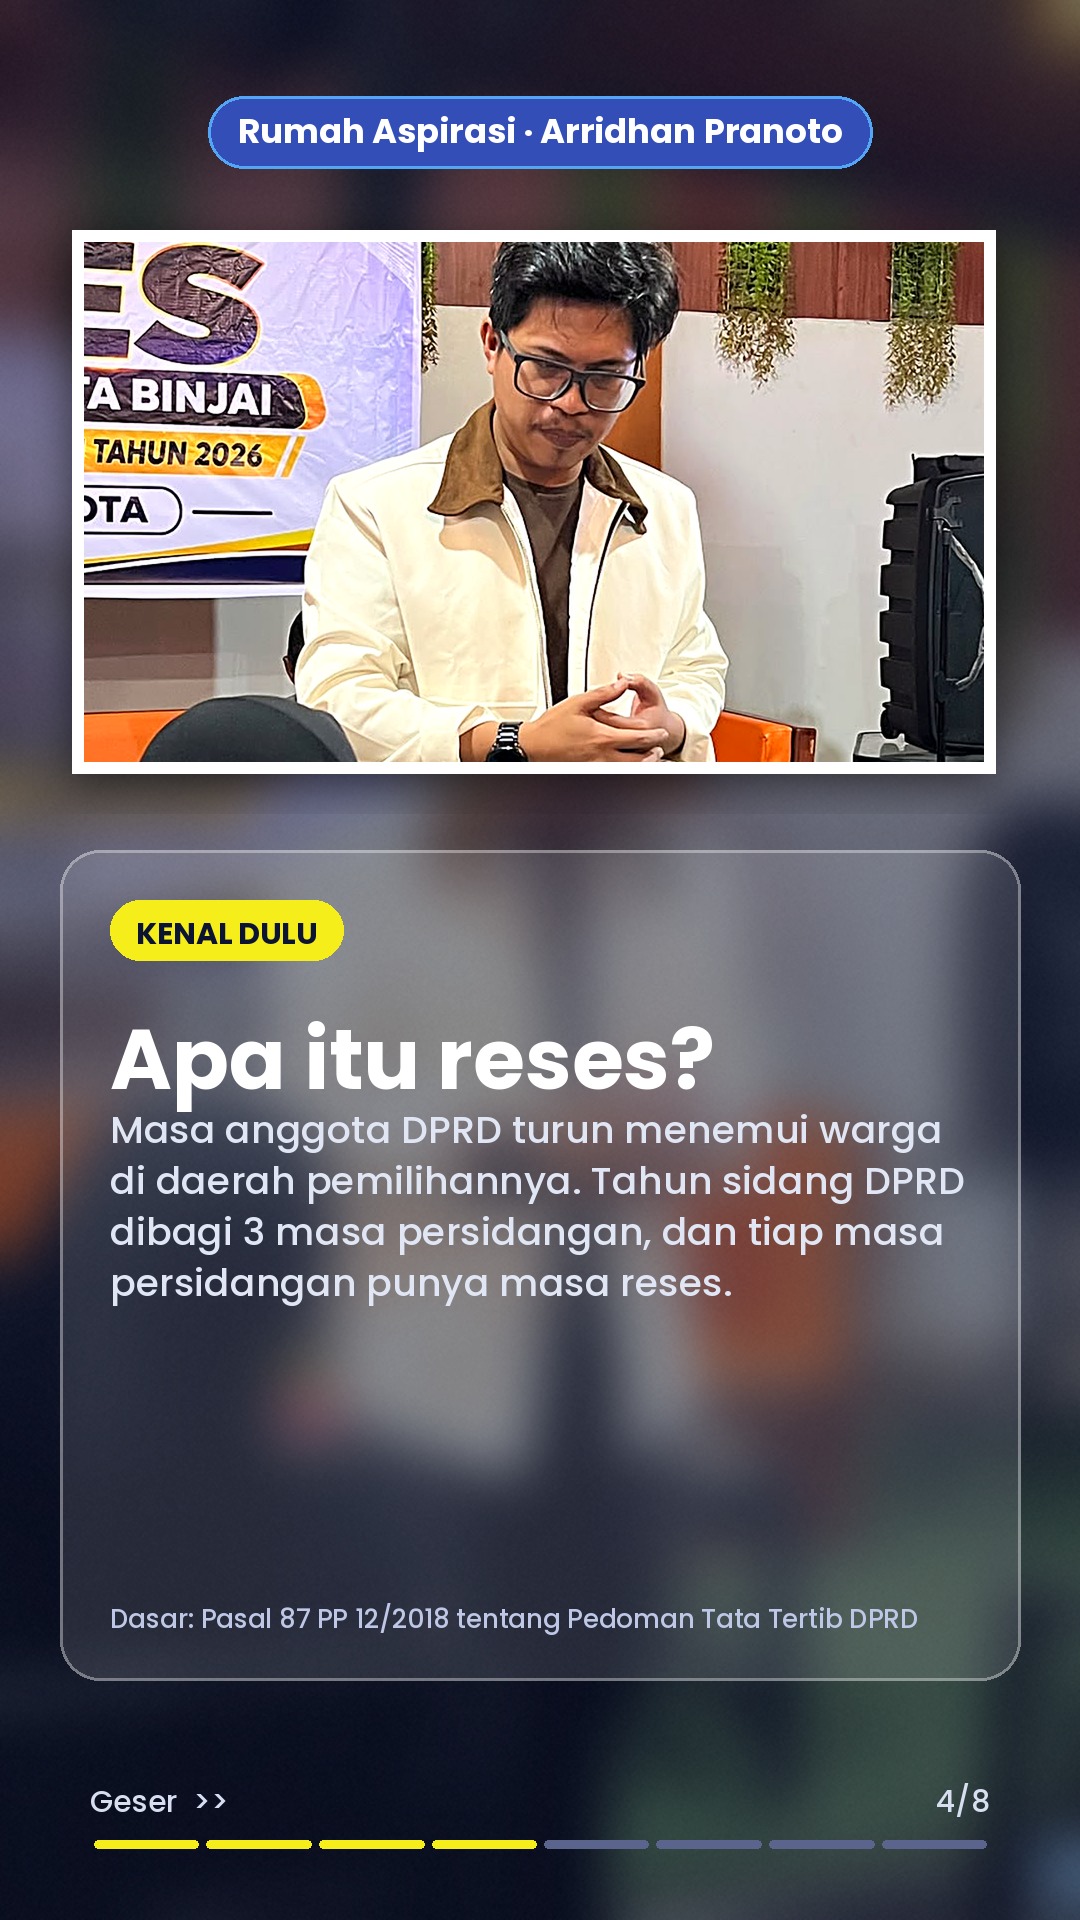 Rumah Aspirasi · Arridhan Pranoto
ES
TA BINJAI
TAHUN 2026
OTA
KENAL DULU
Apa itu reses?
Masa anggota DPRD turun menemui warga
di daerah pemilihannya. Tahun sidang DPRD
dibagi 3 masa persidangan, dan tiap masa
persidangan punya masa reses.
Dasar: Pasal 87 PP 12/2018 tentang Pedoman Tata Tertib DPRD
Geser >>
4/8